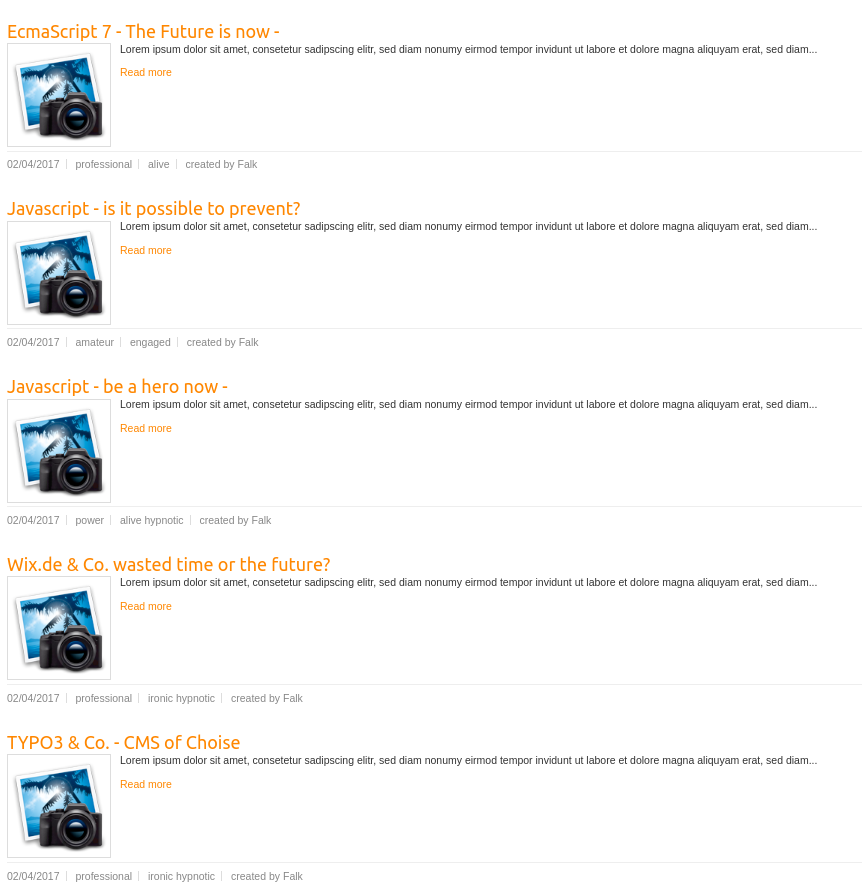 EcmaScript 7 - The Future is now -
Lorem ipsum dolor sit amet, consetetur sadipscing elitr, sed diam nonumy eirmod tempor invidunt ut labore et dolore magna aliquyam erat, sed diam...
Read more
02/04/2017 professional alive created by Falk
Javascript - is it possible to prevent?
Lorem ipsum dolor sit amet, consetetur sadipscing elitr, sed diam nonumy eirmod tempor invidunt ut labore et dolore magna aliquyam erat, sed diam...
Read more
02/04/2017 amateur engaged created by Falk
Javascript - be a hero now -
Lorem ipsum dolor sit amet, consetetur sadipscing elitr, sed diam nonumy eirmod tempor invidunt ut labore et dolore magna aliquyam erat, sed diam...
Read more
02/04/2017 power alive hypnotic created by Falk
Wix.de & Co. wasted time or the future?
Lorem ipsum dolor sit amet, consetetur sadipscing elitr, sed diam nonumy eirmod tempor invidunt ut labore et dolore magna aliquyam erat, sed diam...
Read more
02/04/2017 professional ironic hypnotic created by Falk
TYPO3 & Co. - CMS of Choise
Lorem ipsum dolor sit amet, consetetur sadipscing elitr, sed diam nonumy eirmod tempor invidunt ut labore et dolore magna aliquyam erat, sed diam...
Read more
02/04/2017 professional ironic hypnotic created by Falk